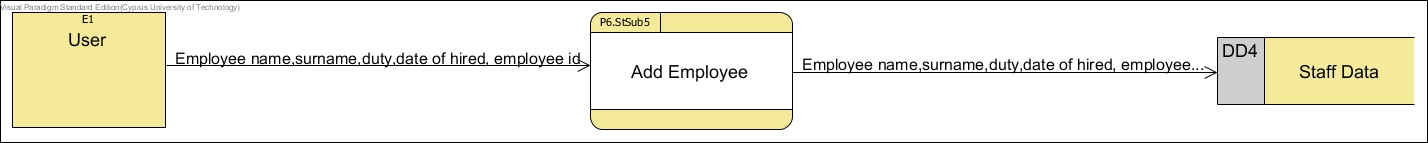 Visual Paradigm Standard Edition(Cyprus University of Technology)
E1
User
Employee name,surname,duty,date of hired, employee id
P6.StSub5
Add Employee
Employee name,surname,duty,date of hired, employee...
DD4
Staff Data